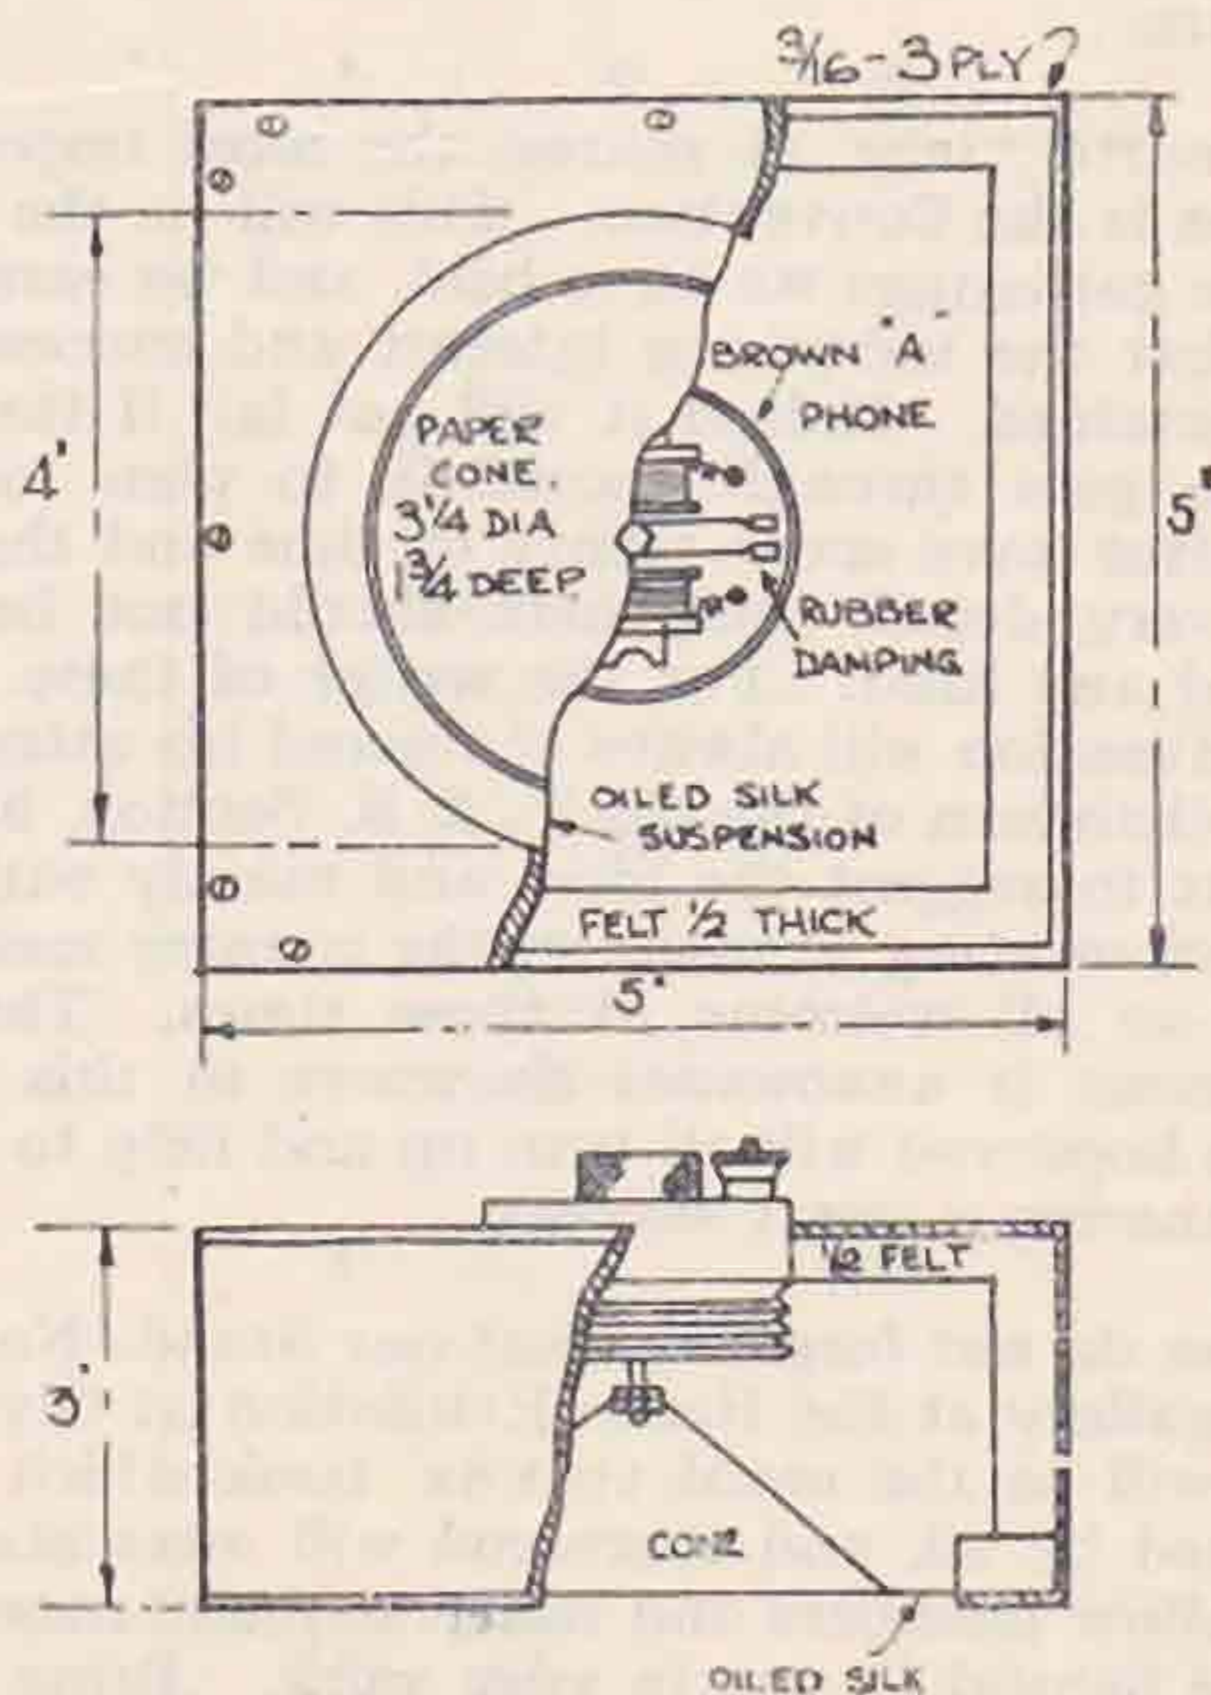 3/16 - 3 PLY
BROWN "A"
PHONE
PAPER
CONE.
3 1/4 DIA
1 3/4 DEEP.
4"
5"
RUBBER
DAMPING
OILED SILK
SUSPENSION
FELT 1/2 THICK
5"
1/2 FELT
3"
CONE
OILED SILK